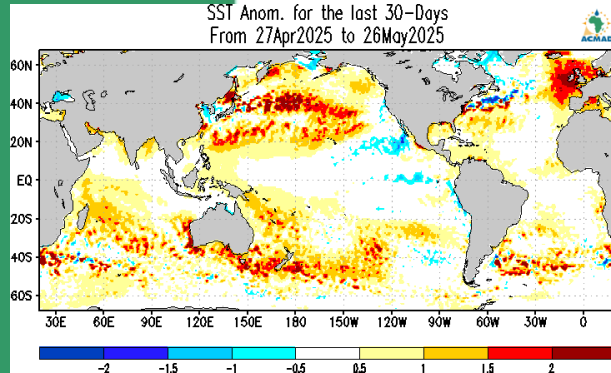 SST Anom. for the last 30-Days
From 27Apr2025 to 26May2025
ACMAD
60N
40N
20N
EQ
20S
40S
60S
30E 60E 90E 120E 150E 180 150W 120W 90W 60W 30W 0
-2 -1.5 -1 -0.5 0.5 1 1.5 2